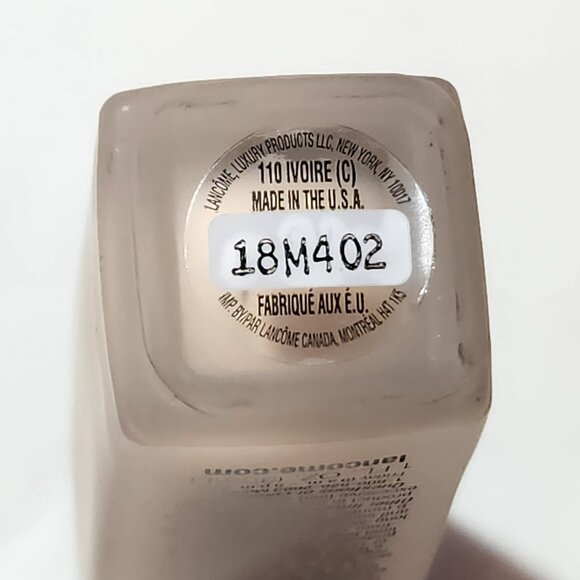 LANCÔME, LUXURY PRODUCTS LLC, NEW YORK, NY 10017
110 IVOIRE (C)
MADE IN THE U.S.A.
18M402
FABRIQUÉ AUX É.U.
IMP. BY/PAR LANCÔME CANADA, MONTRÉAL H4T 1K5
lancome.com